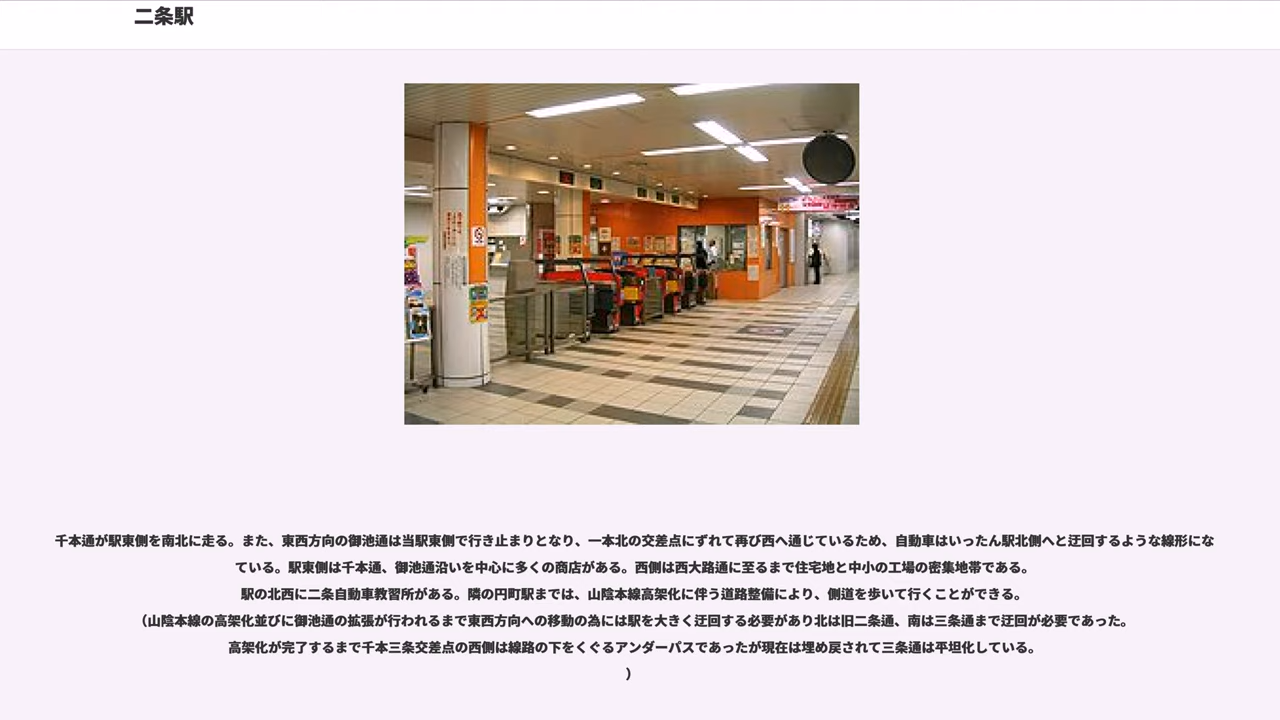 二条駅
千本通が駅東側を南北に走る。また、東西方向の御池通は当駅東側で行き止まりとなり、一本北の交差点にずれて再び西へ通じているため、自動車はいったん駅北側へと迂回するような線形にな
ている。駅東側は千本通、御池通沿いを中心に多くの商店がある。西側は西大路通に至るまで住宅地と中小の工場の密集地帯である。
駅の北西に二条自動車教習所がある。隣の円町駅までは、山陰本線高架化に伴う道路整備により、側道を歩いて行くことができる。
（山陰本線の高架化並びに御池通の拡張が行われるまで東西方向への移動の為には駅を大きく迂回する必要があり北は旧二条通、南は三条通まで迂回が必要であった。
高架化が完了するまで千本三条交差点の西側は線路の下をくぐるアンダーパスであったが現在は埋め戻されて三条通は平坦化している。
）